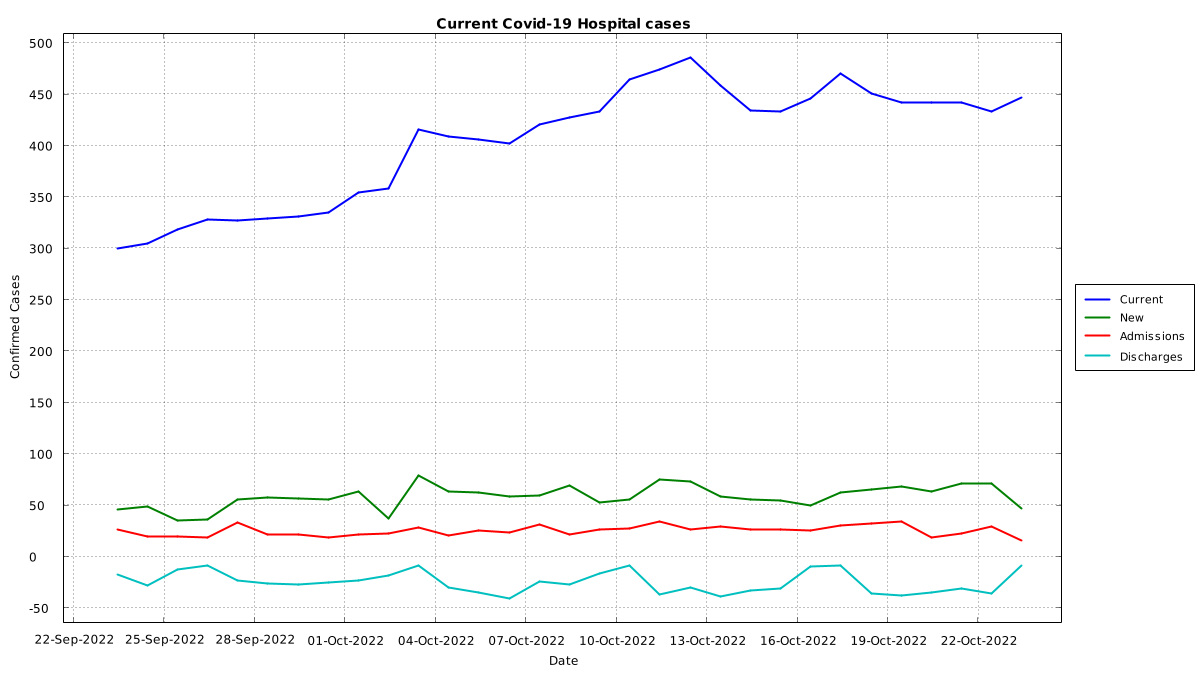 Current Covid-19 Hospital cases
500
450
400
350
300
250
200
150
100
50
0
-50
Confirmed Cases
22-Sep-2022 25-Sep-2022 28-Sep-2022 01-Oct-2022 04-Oct-2022 07-Oct-2022 10-Oct-2022 13-Oct-2022 16-Oct-2022 19-Oct-2022 22-Oct-2022
Date
Current
New
Admissions
Discharges